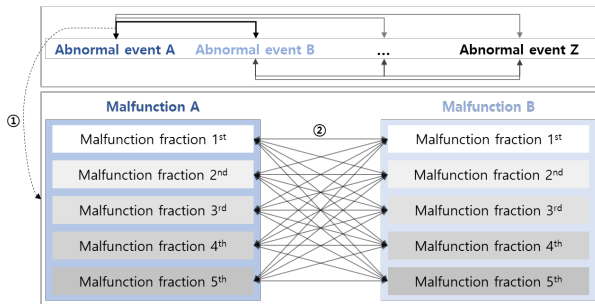 Abnormal event A Abnormal event B ... Abnormal event Z
①
Malfunction A Malfunction B
②
Malfunction fraction 1st Malfunction fraction 1st
Malfunction fraction 2nd Malfunction fraction 2nd
Malfunction fraction 3rd Malfunction fraction 3rd
Malfunction fraction 4th Malfunction fraction 4th
Malfunction fraction 5th Malfunction fraction 5th